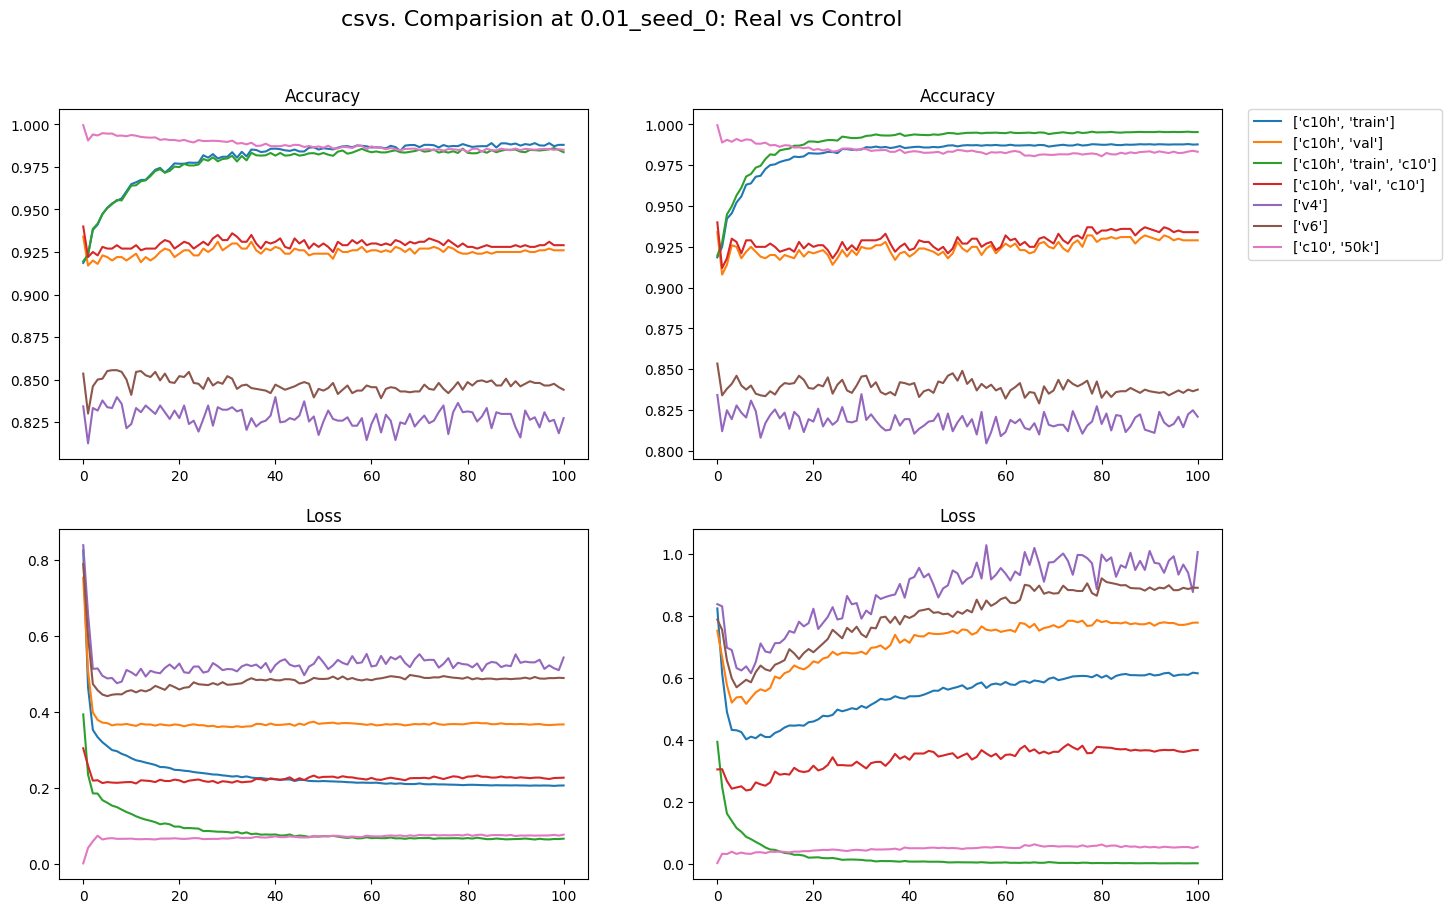 csvs. Comparision at 0.01_seed_0: Real vs Control
Accuracy
1.000
0.975
0.950
0.925
0.900
0.875
0.850
0.825
0 20 40 60 80 100
Accuracy
1.000
0.975
0.950
0.925
0.900
0.875
0.850
0.825
0.800
0 20 40 60 80 100
['c10h', 'train']
['c10h', 'val']
['c10h', 'train', 'c10']
['c10h', 'val', 'c10']
['v4']
['v6']
['c10', '50k']
Loss
0.8
0.6
0.4
0.2
0.0
0 20 40 60 80 100
Loss
1.0
0.8
0.6
0.4
0.2
0.0
0 20 40 60 80 100